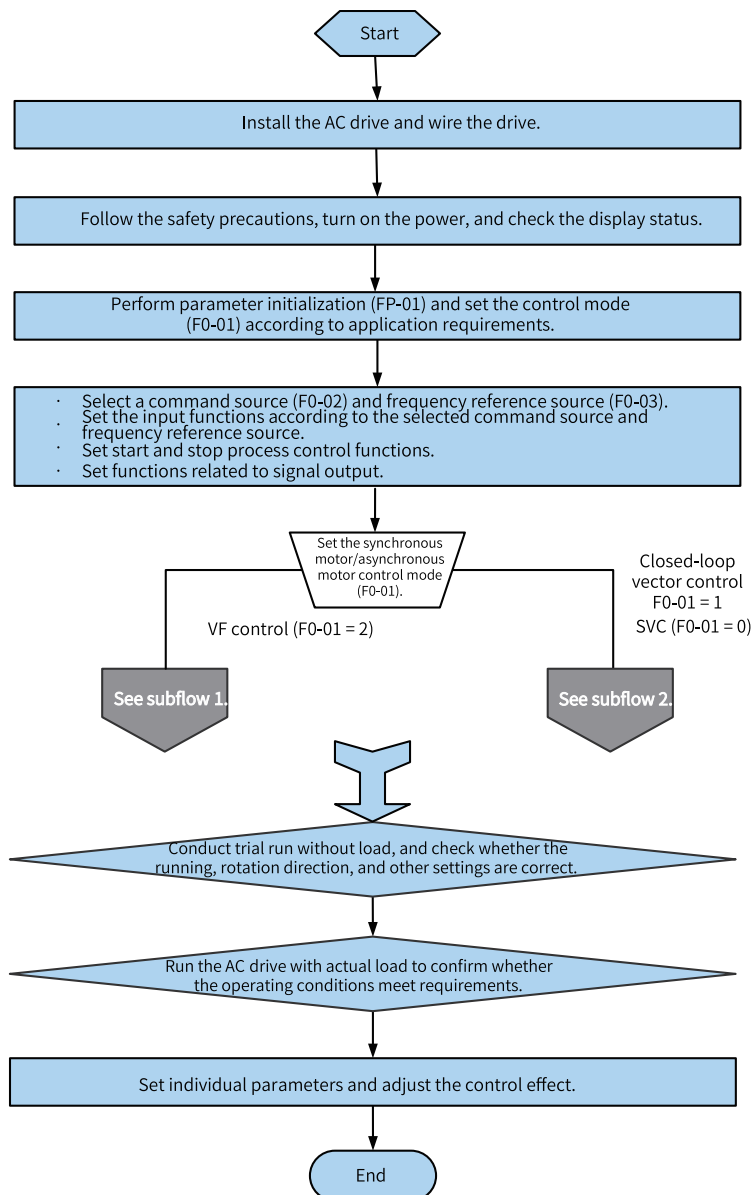 Start
Install the AC drive and wire the drive.
Follow the safety precautions, turn on the power, and check the display status.
Perform parameter initialization (FP-01) and set the control mode
(F0-01) according to application requirements.
· Select a command source (F0-02) and frequency reference source (F0-03).
· Set the input functions according to the selected command source and
frequency reference source.
· Set start and stop process control functions.
· Set functions related to signal output.
Set the synchronous
motor/asynchronous
motor control mode
(F0-01).
VF control (F0-01 = 2)
Closed-loop
vector control
F0-01 = 1
SVC (F0-01 = 0)
See subflow 1.
See subflow 2.
Conduct trial run without load, and check whether the
running, rotation direction, and other settings are correct.
Run the AC drive with actual load to confirm whether
the operating conditions meet requirements.
Set individual parameters and adjust the control effect.
End